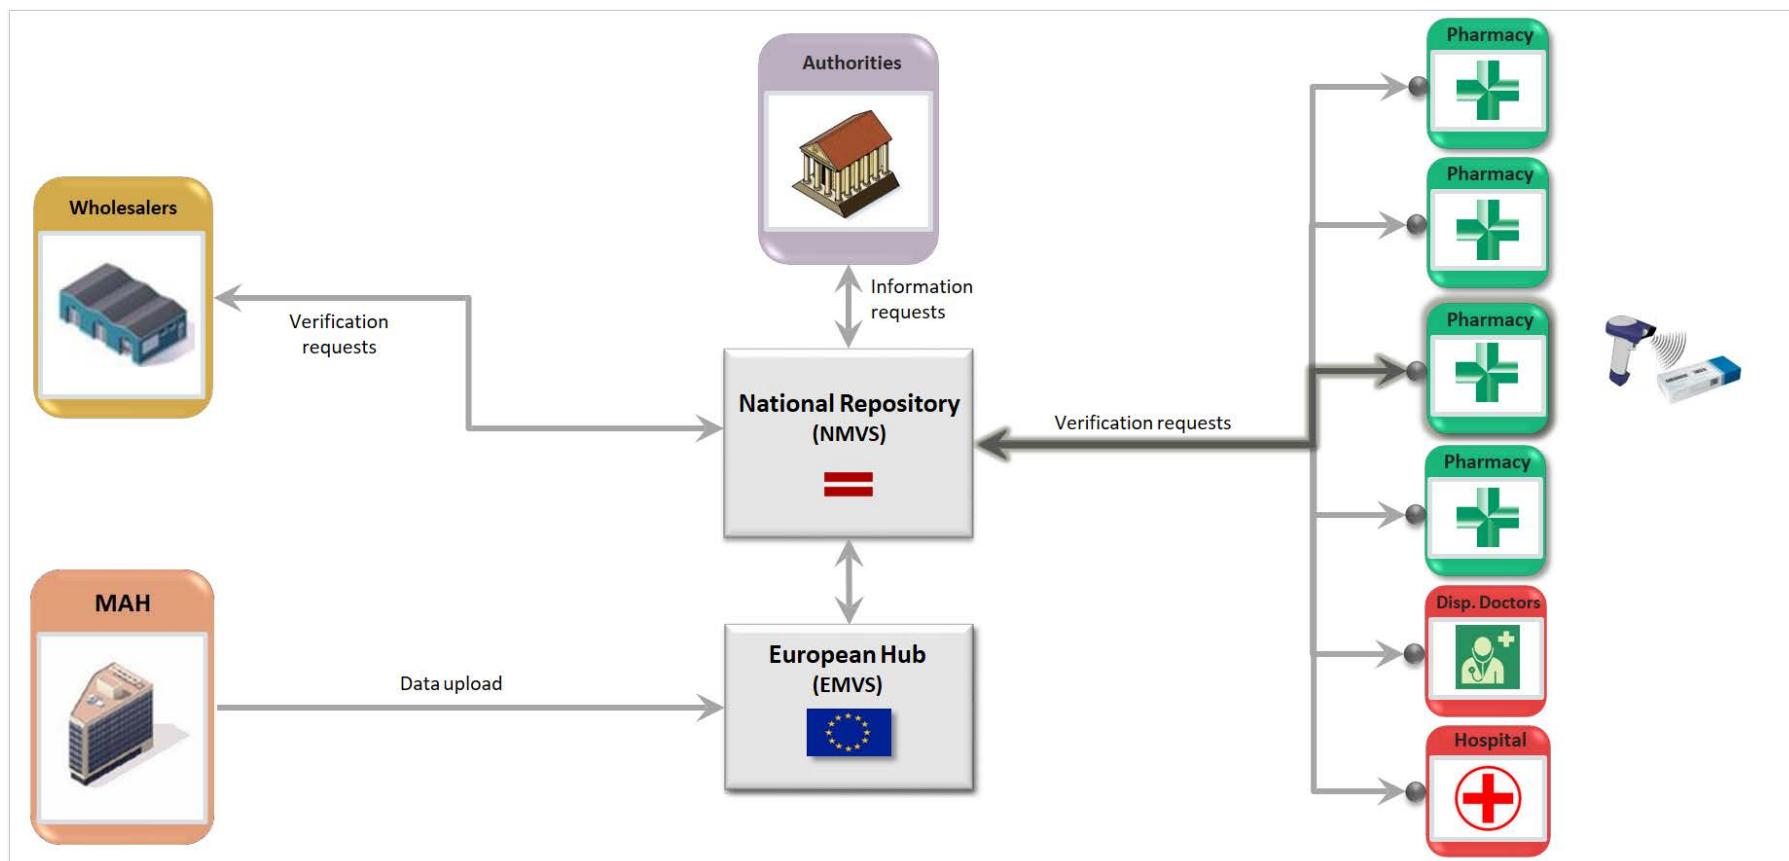 Authorities
Wholesalers
Verification
requests
Information
requests
National Repository
(NMVS)
Verification requests
MAH
Data upload
European Hub
(EMVS)
Pharmacy
Pharmacy
Pharmacy
Pharmacy
Disp. Doctors
Hospital